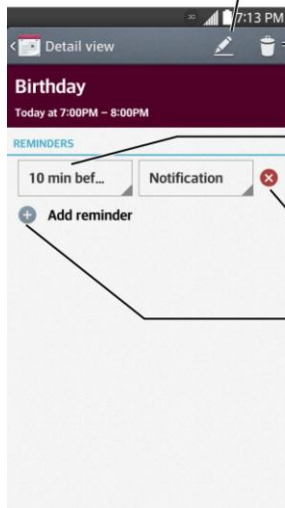 7:13 PM
Detail view
Birthday
Today at 7:00PM – 8:00PM
REMINDERS
10 min bef... Notification
Add reminder